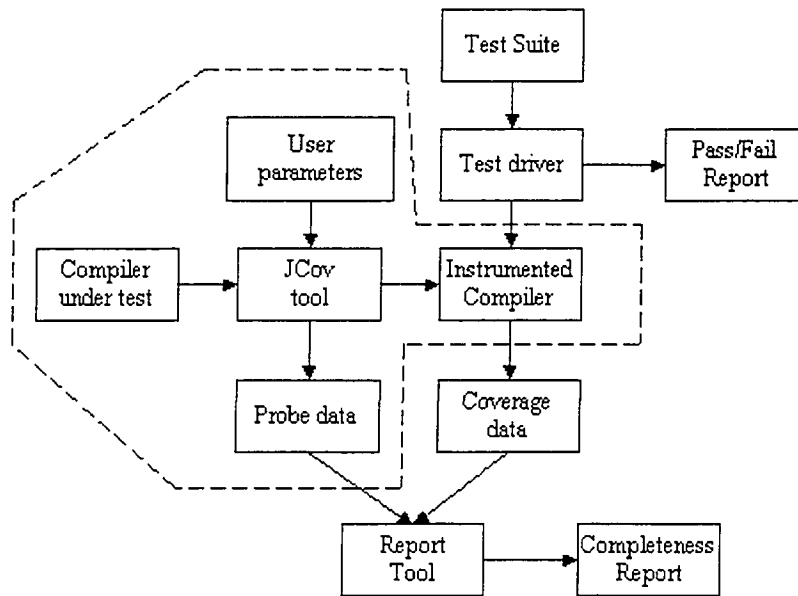 Test Suite
User
parameters
Test driver
Pass/Fail
Report
Compiler
under test
JCov
tool
Instrumented
Compiler
Probe data
Coverage
data
Report
Tool
Completeness
Report